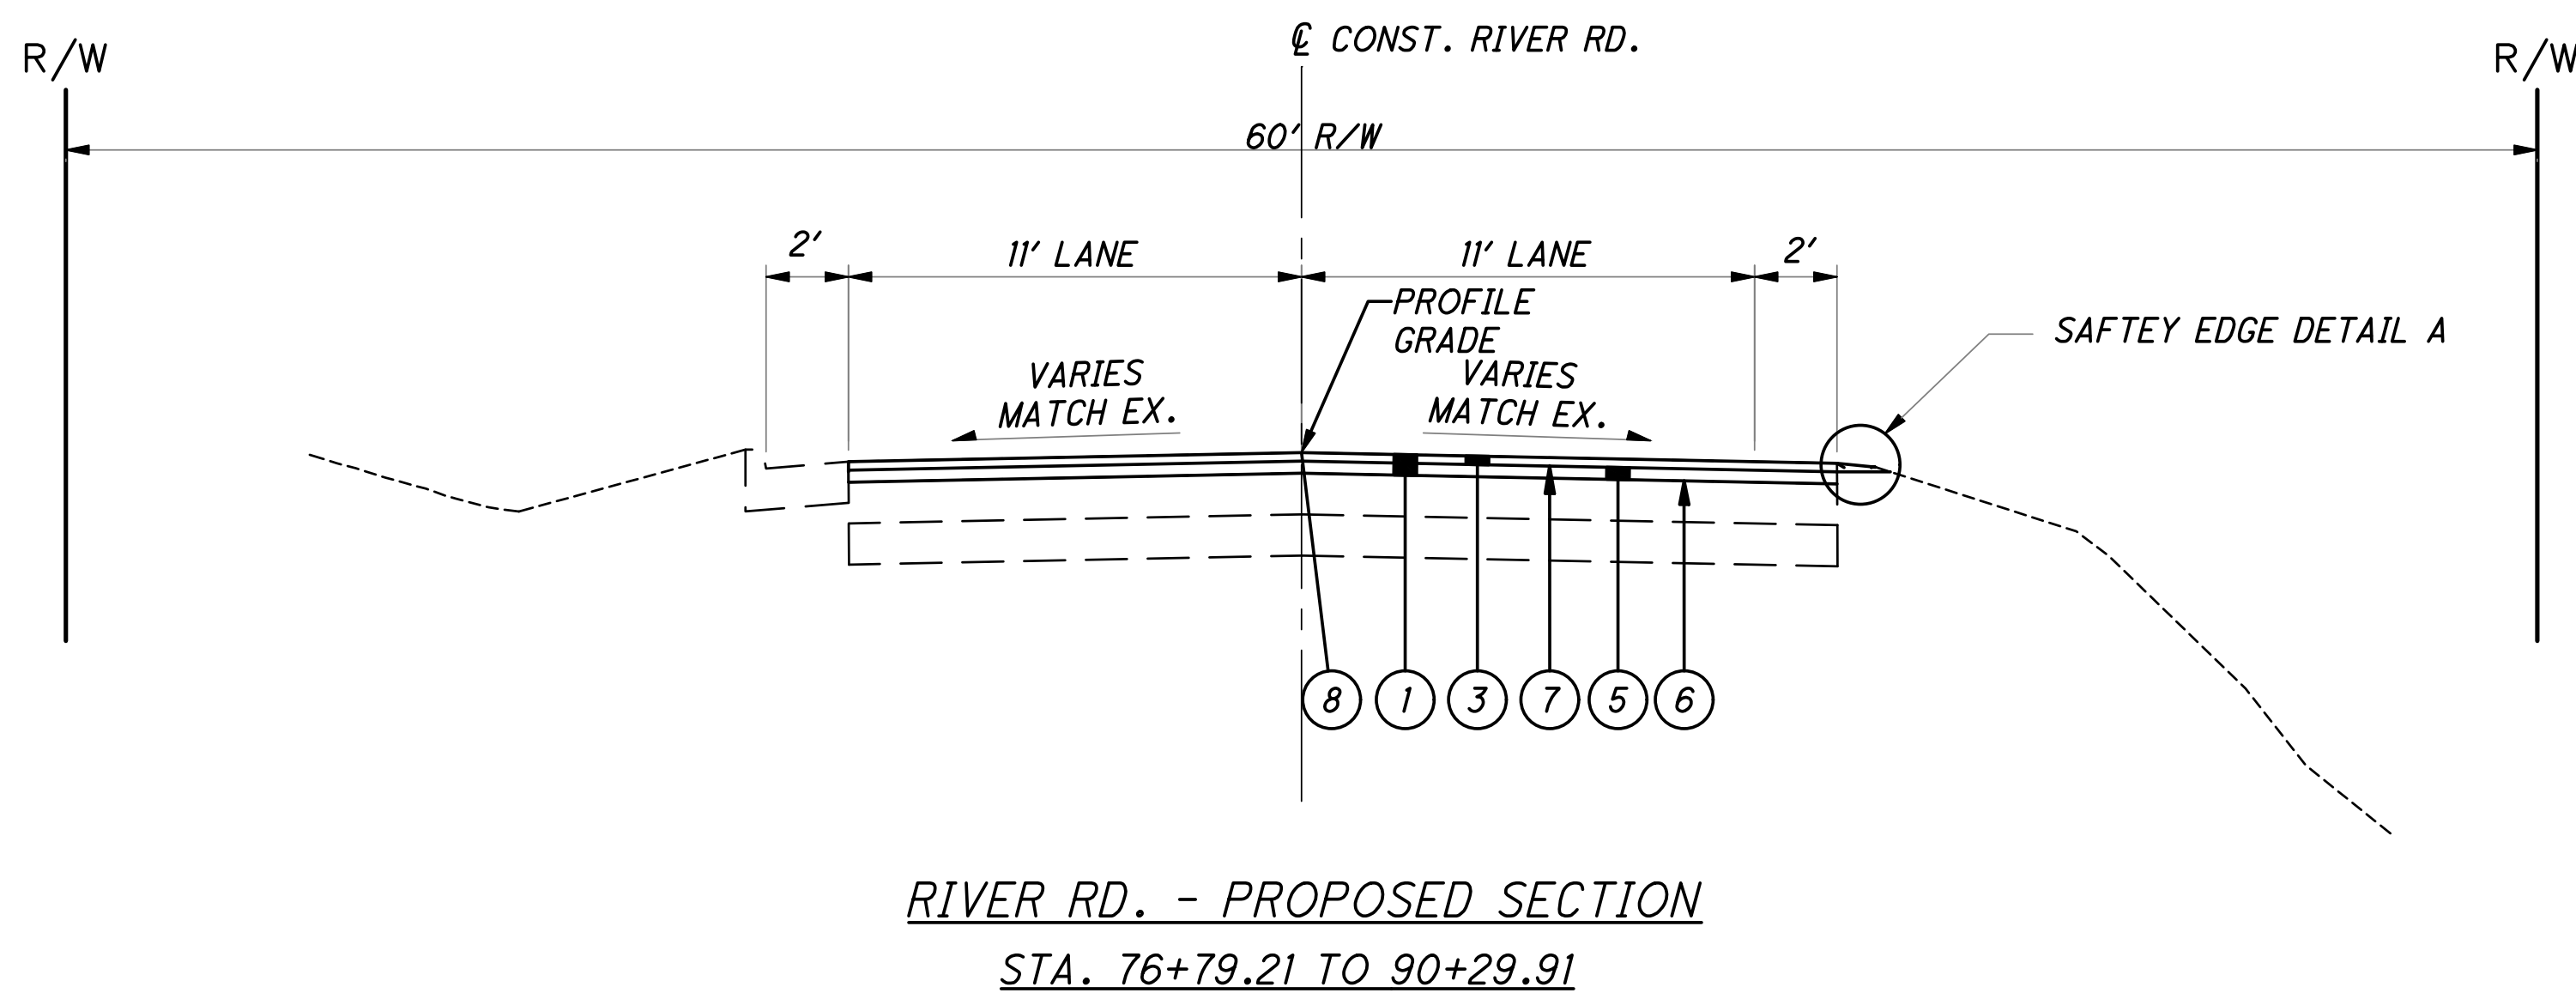 ℄ CONST. RIVER RD.
R/W
R/W
60' R/W
2'
11' LANE
11' LANE
2'
PROFILE
GRADE
SAFTEY EDGE DETAIL A
VARIES
MATCH EX.
VARIES
MATCH EX.
8
1
3
7
5
6
RIVER RD. - PROPOSED SECTION
STA. 76+79.21 TO 90+29.91